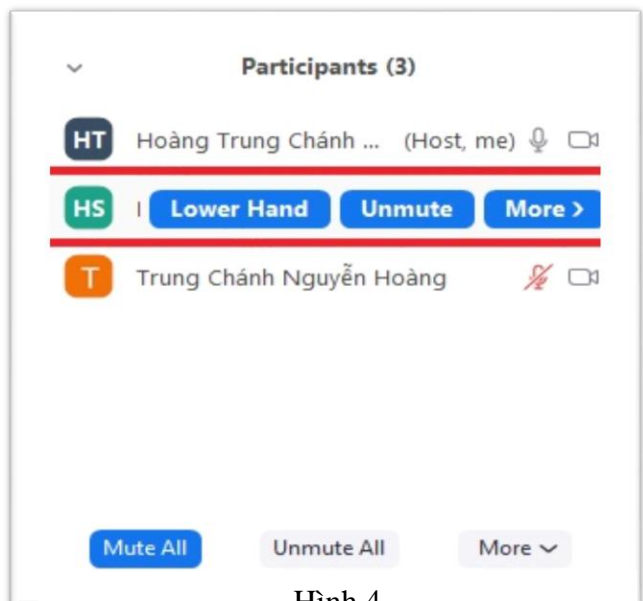 Participants (3)
HT Hoàng Trung Chánh ... (Host, me)
HS Lower Hand Unmute More >
T Trung Chánh Nguyễn Hoàng
Mute All Unmute All More
Hình 4